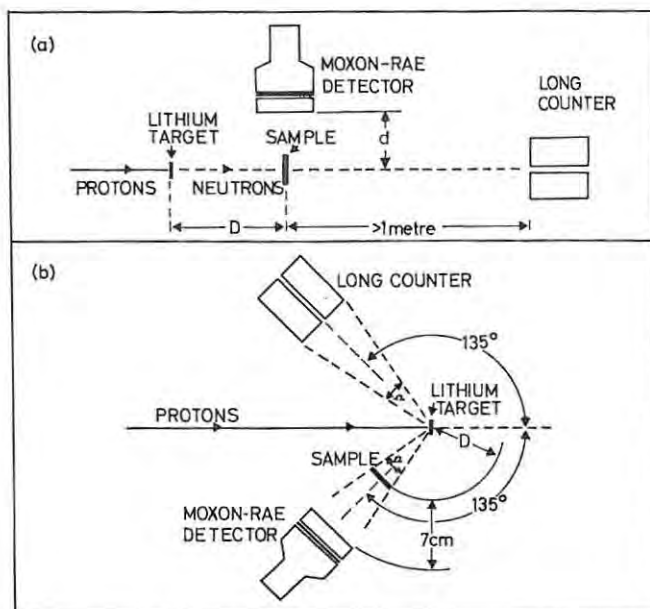 (a)
MOXON-RAE
DETECTOR
LONG
COUNTER
LITHIUM
TARGET
SAMPLE
d
PROTONS
NEUTRONS
D
>1metre
(b)
LONG COUNTER
135°
Ω
LITHIUM
TARGET
PROTONS
D
SAMPLE
Ω
MOXON-RAE
DETECTOR
135°
7cm